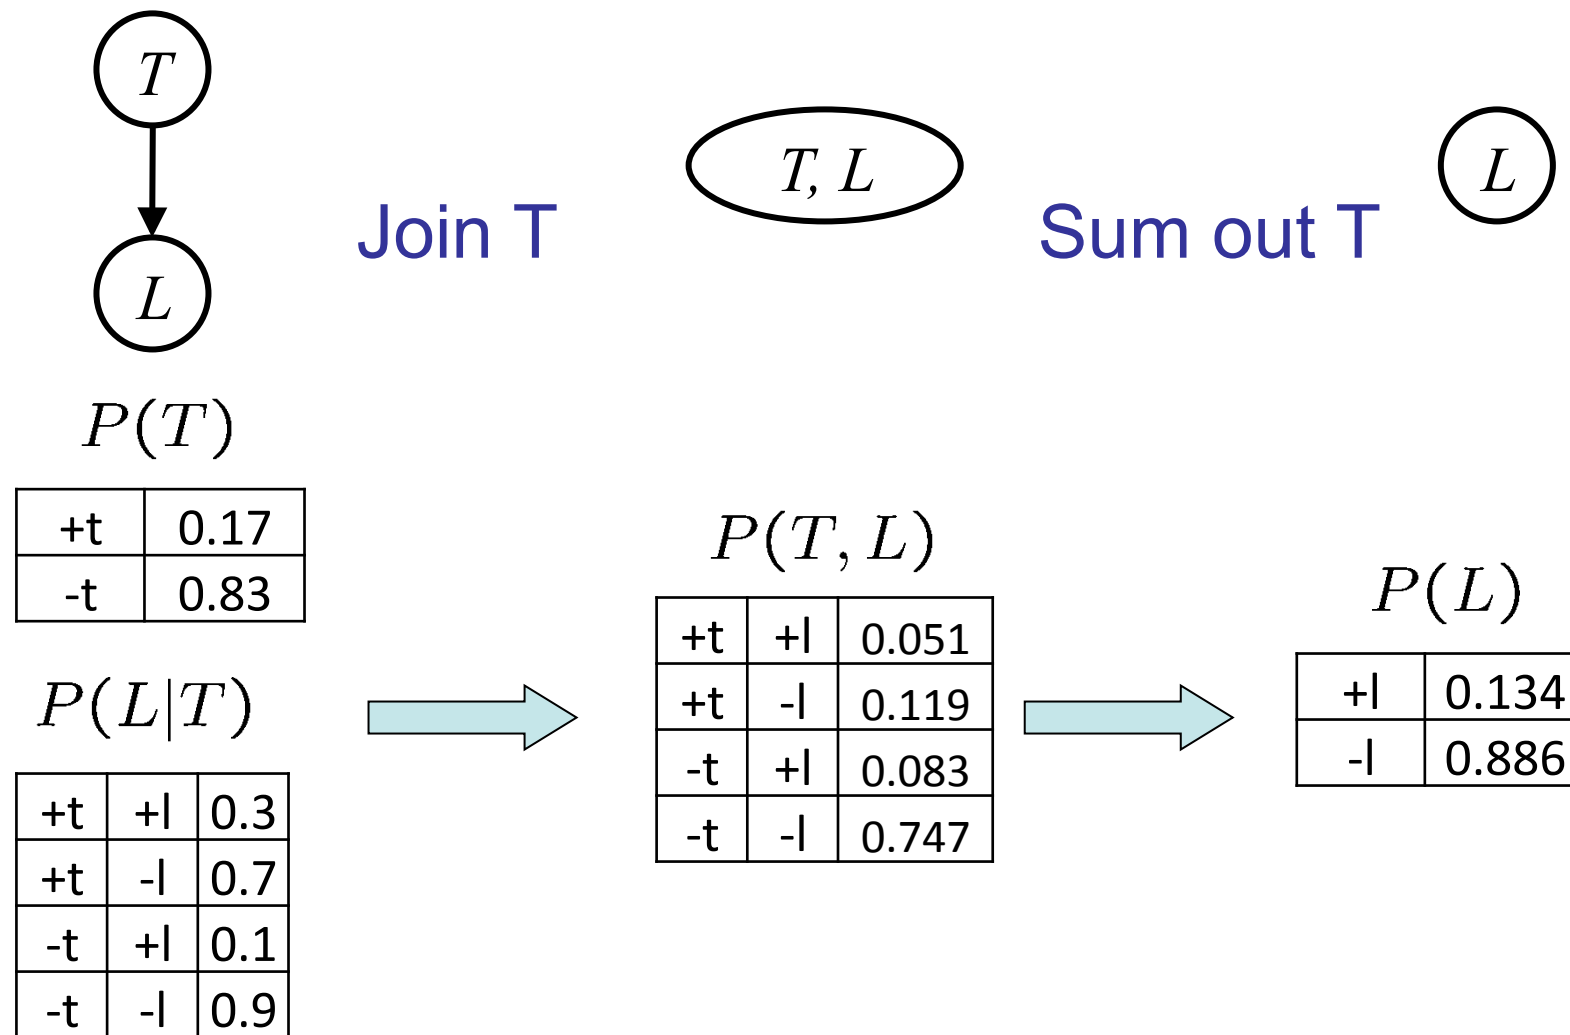 T
L
Join T
T, L
Sum out T
L
P(T)
+t 0.17
-t 0.83
P(L|T)
+t +l 0.3
+t -l 0.7
-t +l 0.1
-t -l 0.9
P(T, L)
+t +l 0.051
+t -l 0.119
-t +l 0.083
-t -l 0.747
P(L)
+l 0.134
-l 0.886